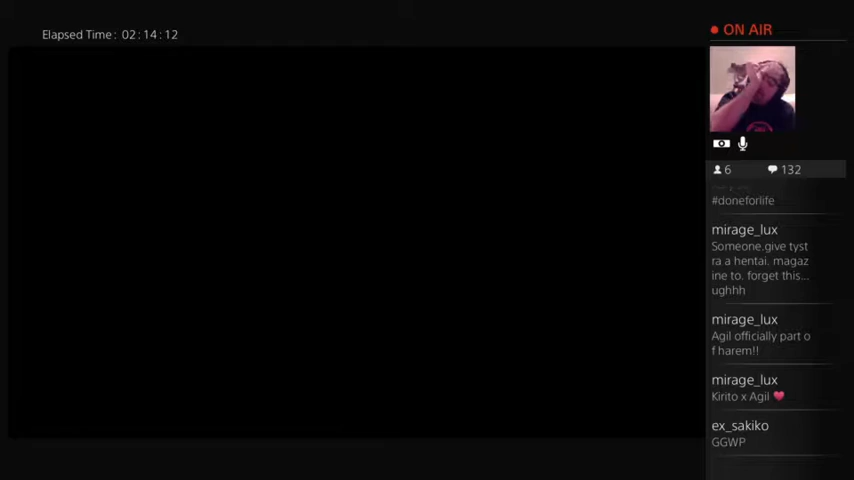 Elapsed Time: 02:14:12
ON AIR
6 132
#doneforlife
mirage_lux
Someone.give tyst
ra a hentai. magaz
ine to. forget this...
ughhh
mirage_lux
Agil officially part o
f harem!!
mirage_lux
Kirito x Agil ❤
ex_sakiko
GGWP